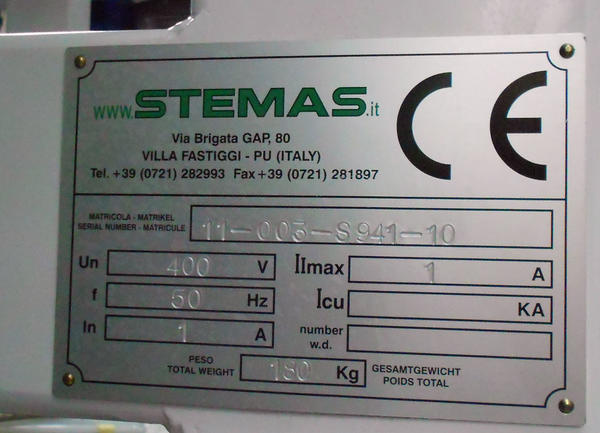 www.STEMAS.it
CE
Via Brigata GAP, 80
VILLA FASTIGGI - PU (ITALY)
Tel. +39 (0721) 282993 Fax +39 (0721) 281897
MATRICOLA - MATRIKEL
SERIAL NUMBER - MATRICULE 11-003-S941-10
Un 400 V IImax 1 A
f 50 Hz Icu KA
In 1 A number w.d.
PESO
TOTAL WEIGHT 180 Kg GESAMTGEWICHT
POIDS TOTAL